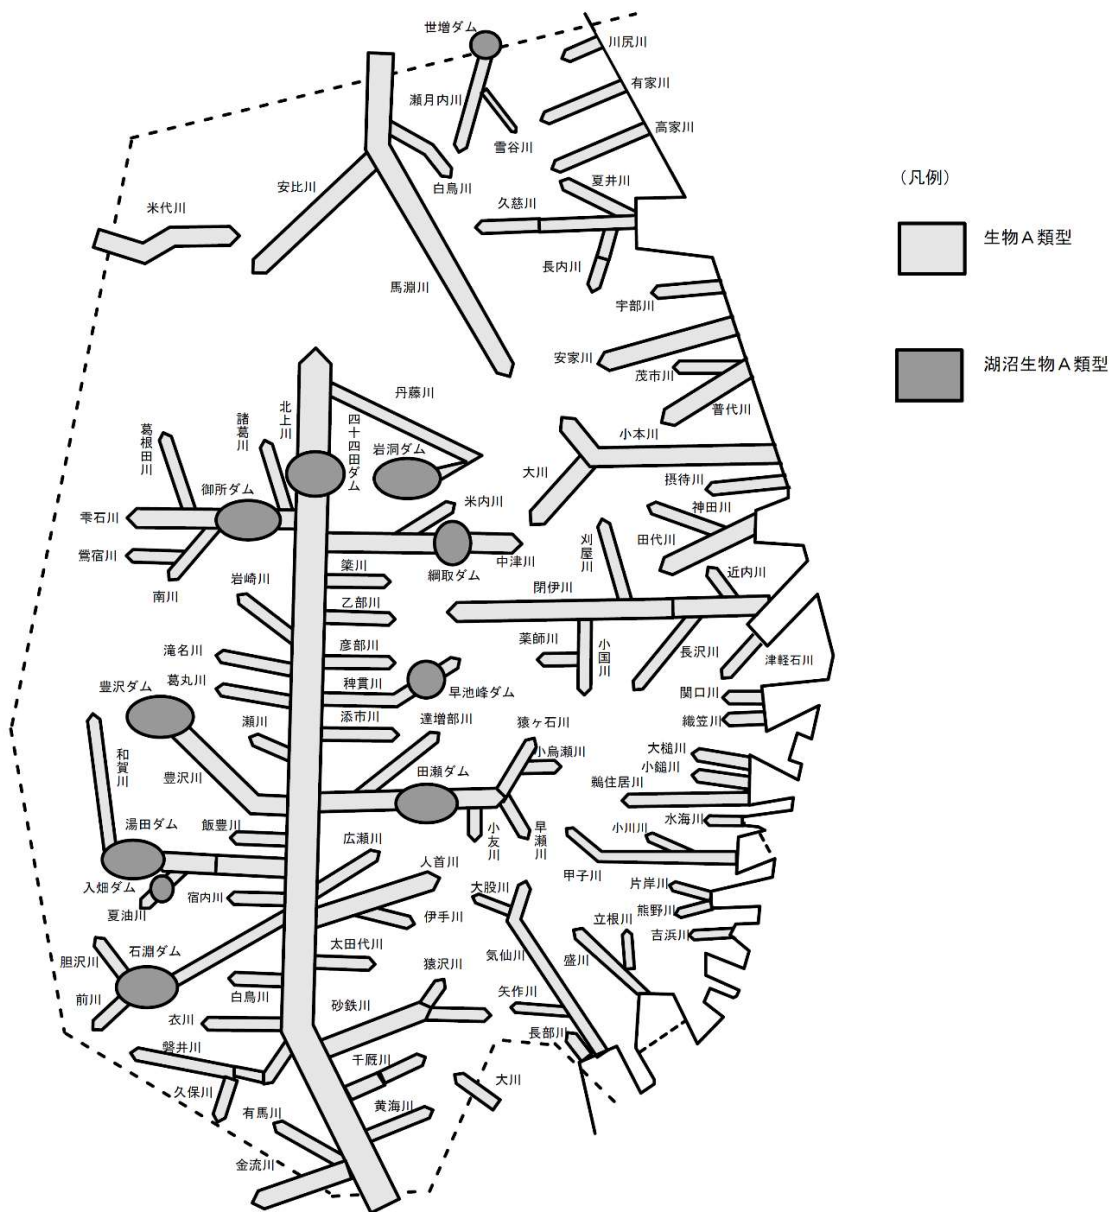 世増ダム
川尻川
瀬月内川
有家川
雪谷川
高家川
安比川
白鳥川
夏井川
久慈川
米代川
長内川
馬淵川
宇部川
安家川
茂市川
普代川
丹藤川
北上川
四十四田ダム
諸葛川
葛根田川
岩洞ダム
小本川
大川
摂待川
御所ダム
米内川
神田川
雫石川
田代川
刈屋川
鶯宿川
中津川
綱取ダム
南川
岩崎川
簗川
近内川
閉伊川
乙部川
薬師川
小国川
長沢川
津軽石川
滝名川
彦部川
葛丸川
稗貫川
早池峰ダム
関口川
織笠川
豊沢ダム
瀬川
添市川
達増部川
猿ヶ石川
小烏瀬川
大槌川
小鎚川
和賀川
豊沢川
田瀬ダム
鵜住居川
水海川
湯田ダム
飯豊川
広瀬川
小友川
早瀬川
小川川
甲子川
人首川
入畑ダム
夏油川
宿内川
伊手川
大股川
片岸川
熊野川
立根川
吉浜川
石淵ダム
胆沢川
太田代川
猿沢川
気仙川
盛川
前川
白鳥川
砂鉄川
矢作川
衣川
長部川
磐井川
千厩川
大川
久保川
有馬川
黄海川
金流川
（凡例）
生物Ａ類型
湖沼生物Ａ類型